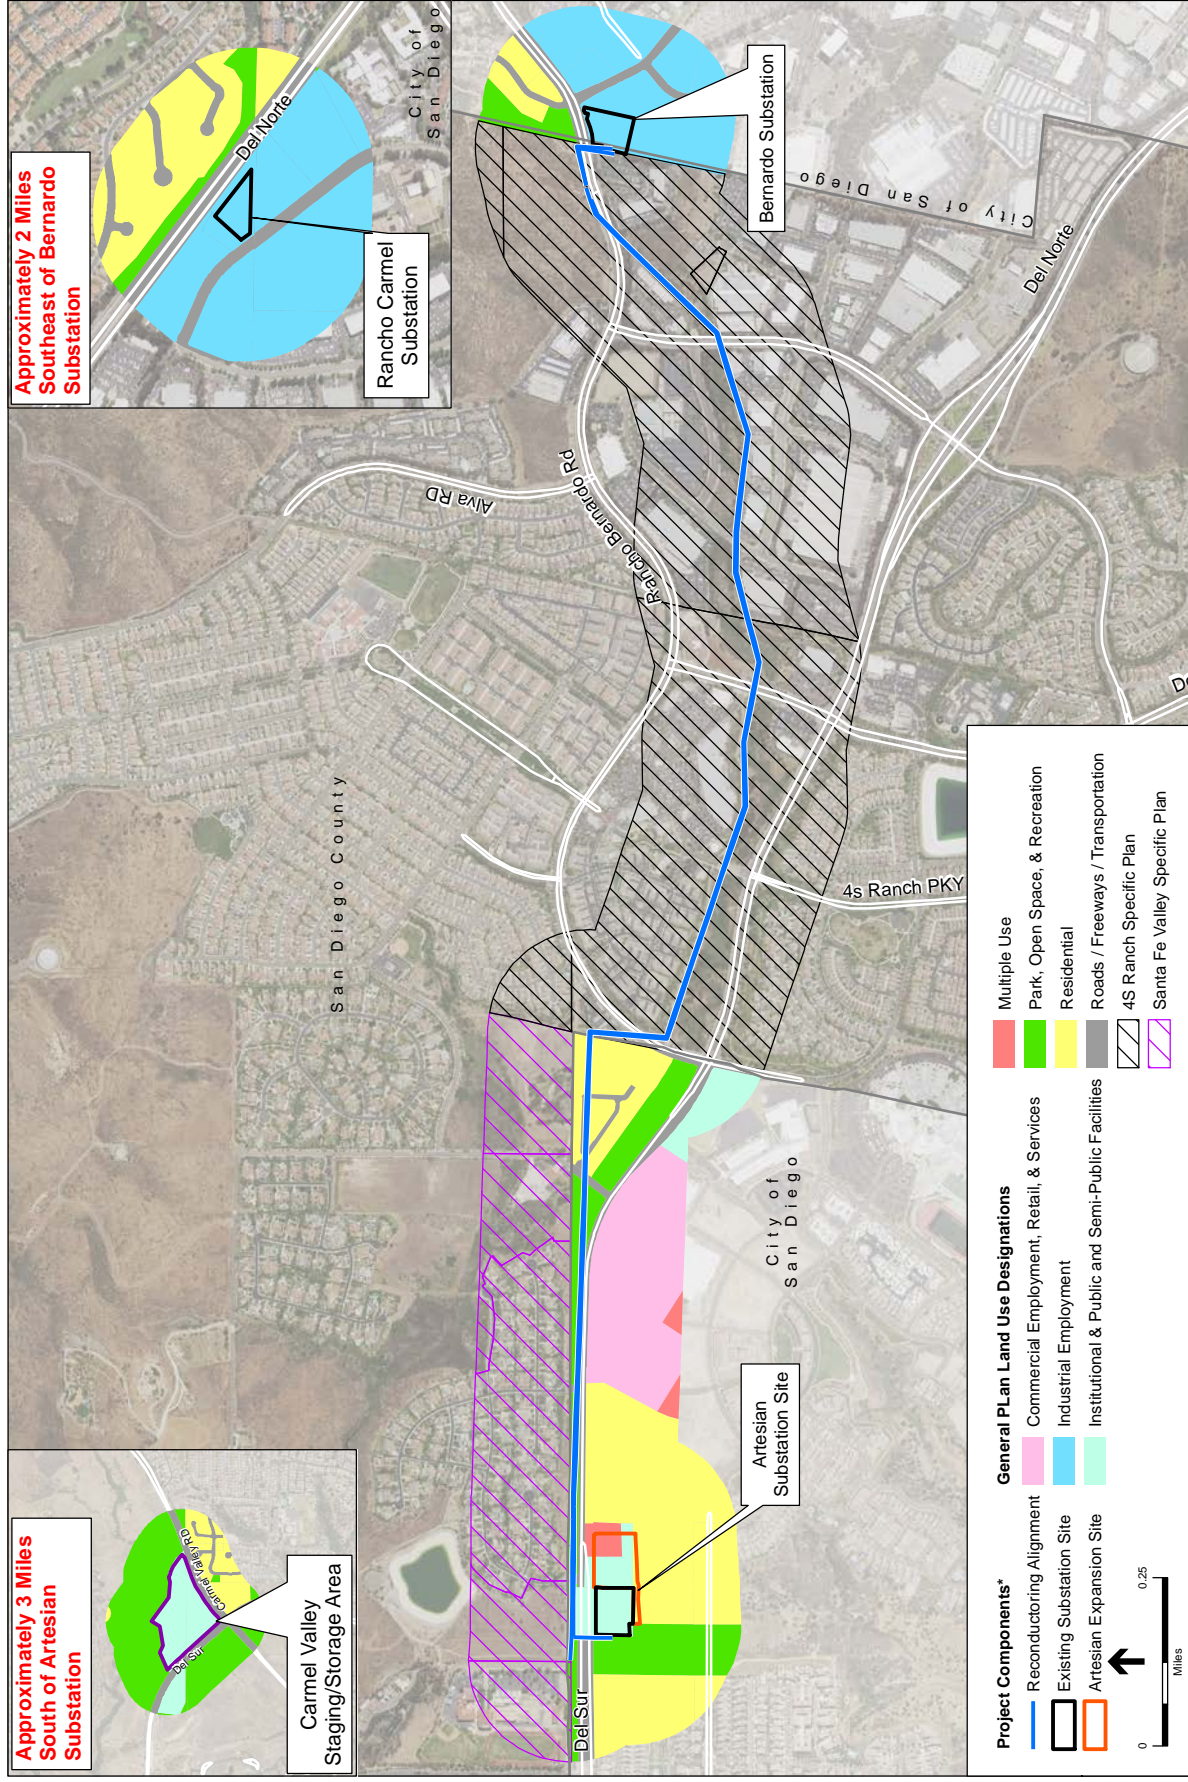 Approximately 3 Miles
South of Artesian
Substation
Carmel Valley RD
Del Sur
Carmel Valley
Staging/Storage Area
Approximately 2 Miles
Southeast of Bernardo
Substation
Del Norte
Rancho Carmel
Substation
City of
San Diego
San Diego County
Alva RD
Rancho Bernardo Rd
Bernardo Substation
City of San Diego
Del Norte
4s Ranch PKY
City of
San Diego
Artesian
Substation Site
Del Sur
Project Components*
Reconductoring Alignment
Existing Substation Site
Artesian Expansion Site
0
0.25
Miles
General PLan Land Use Designations
Commercial Employment, Retail, & Services
Industrial Employment
Institutional & Public and Semi-Public Facilities
Multiple Use
Park, Open Space, & Recreation
Residential
Roads / Freeways / Transportation
4S Ranch Specific Plan
Santa Fe Valley Specific Plan